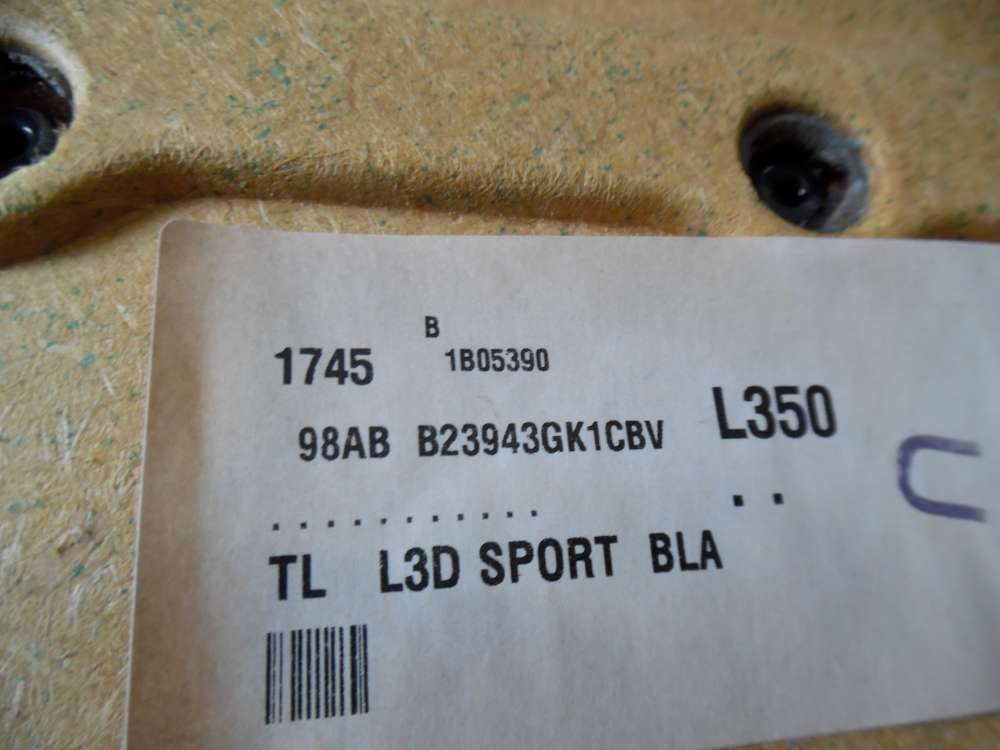 B
1745 1B05390
98AB B23943GK1CBV L350
. . . . . . . . . . . . .
TL L3D SPORT BLA